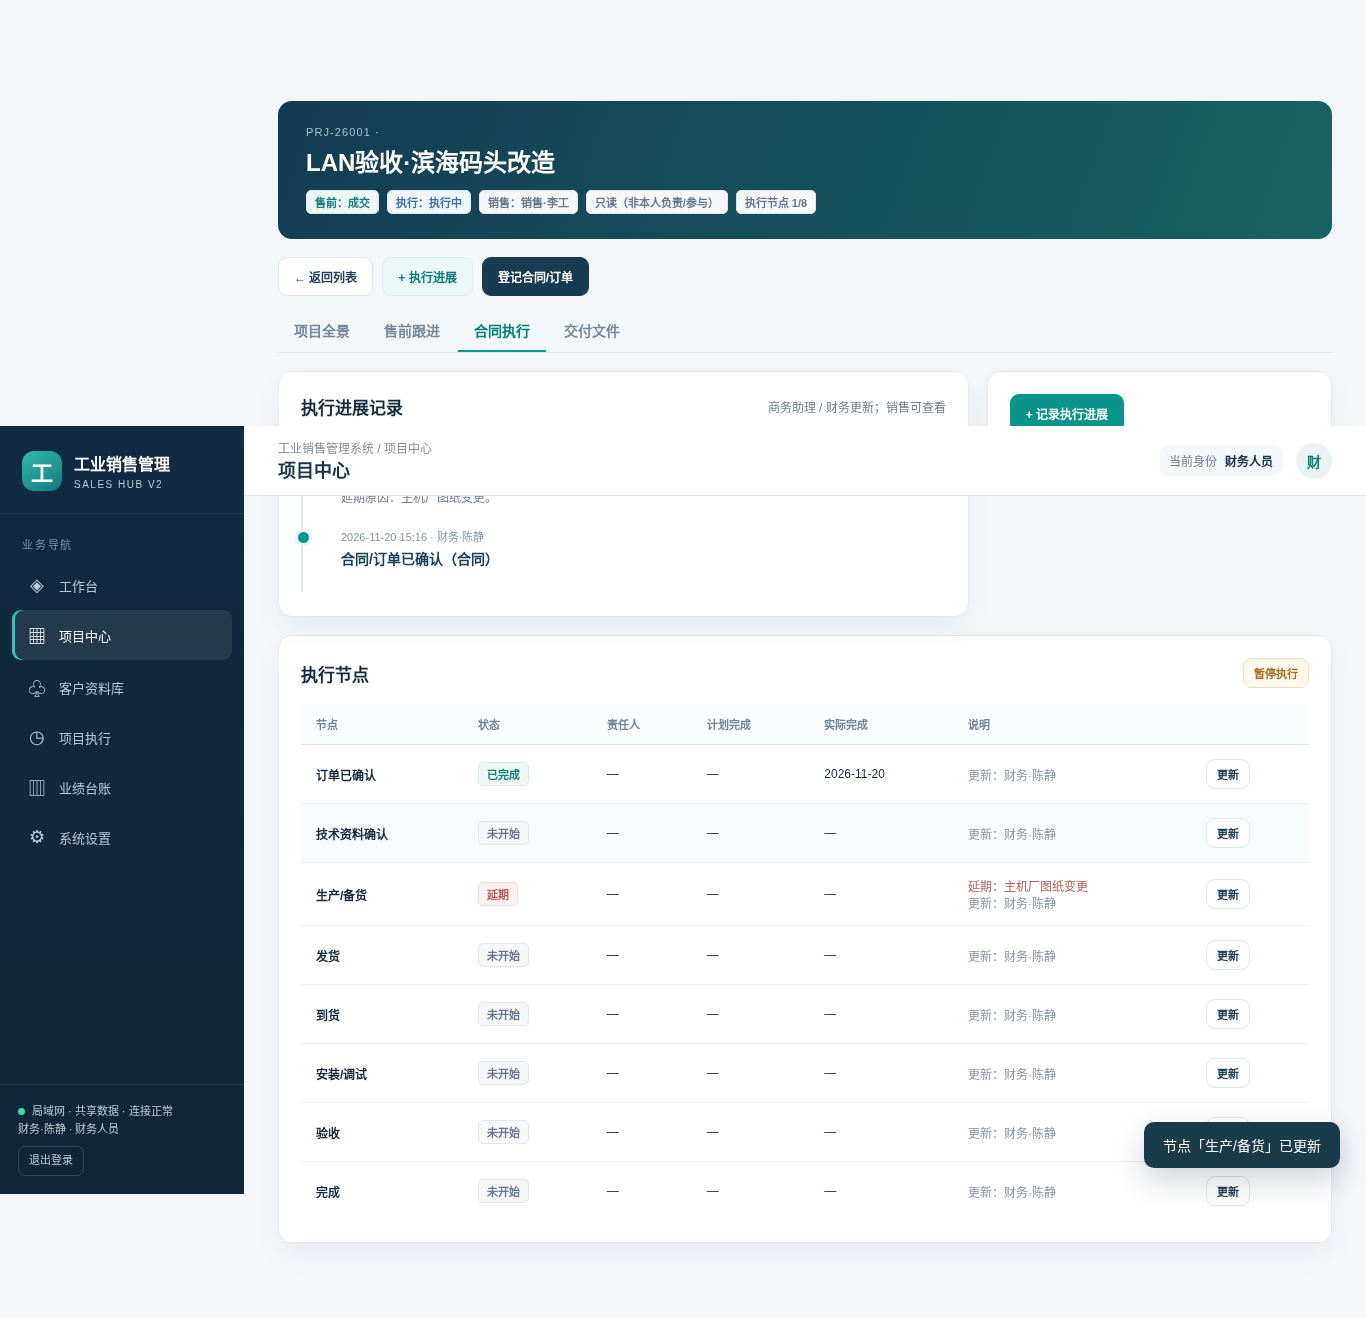 PRJ-26001 ·
LAN验收·滨海码头改造
售前：成交 执行：执行中 销售：销售·李工 只读（非本人负责/参与） 执行节点 1/8
← 返回列表 + 执行进展 登记合同/订单
项目全景 售前跟进 合同执行 交付文件
执行进展记录 商务助理 / 财务更新；销售可查看
+ 记录执行进展
工业销售管理系统 / 项目中心
项目中心
当前身份 财务人员 财
工 工业销售管理
SALES HUB V2
业务导航
工作台
项目中心
客户资料库
项目执行
业绩台账
系统设置
局域网 · 共享数据 · 连接正常
财务·陈静 · 财务人员
退出登录
延期原因：主机厂图纸变更。
2026-11-20 15:16 · 财务·陈静
合同/订单已确认（合同）
执行节点 暂停执行
节点 状态 责任人 计划完成 实际完成 说明
订单已确认 已完成 — — 2026-11-20 更新：财务·陈静 更新
技术资料确认 未开始 — — — 更新：财务·陈静 更新
生产/备货 延期 — — — 延期：主机厂图纸变更 更新
更新：财务·陈静
发货 未开始 — — — 更新：财务·陈静 更新
到货 未开始 — — — 更新：财务·陈静 更新
安装/调试 未开始 — — — 更新：财务·陈静 更新
验收 未开始 — — — 更新：财务·陈静
节点「生产/备货」已更新
完成 未开始 — — — 更新：财务·陈静 更新